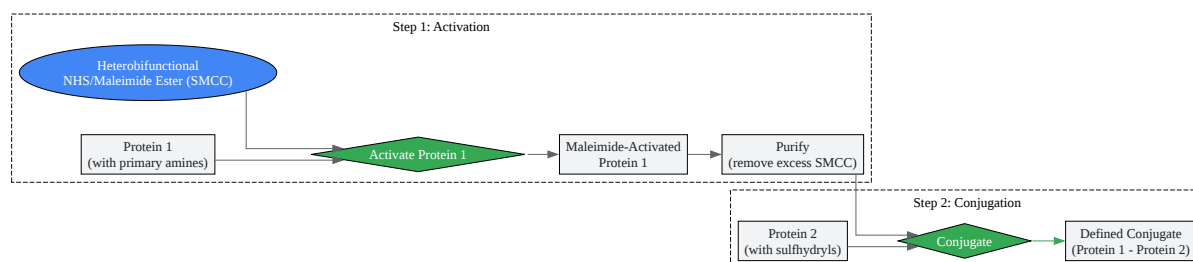 Step 1: Activation
Heterobifunctional
NHS/Maleimide Ester (SMCC)
Protein 1
(with primary amines)
Activate Protein 1
Maleimide-Activated
Protein 1
Purify
(remove excess SMCC)
Step 2: Conjugation
Protein 2
(with sulfhydryls)
Conjugate
Defined Conjugate
(Protein 1 - Protein 2)